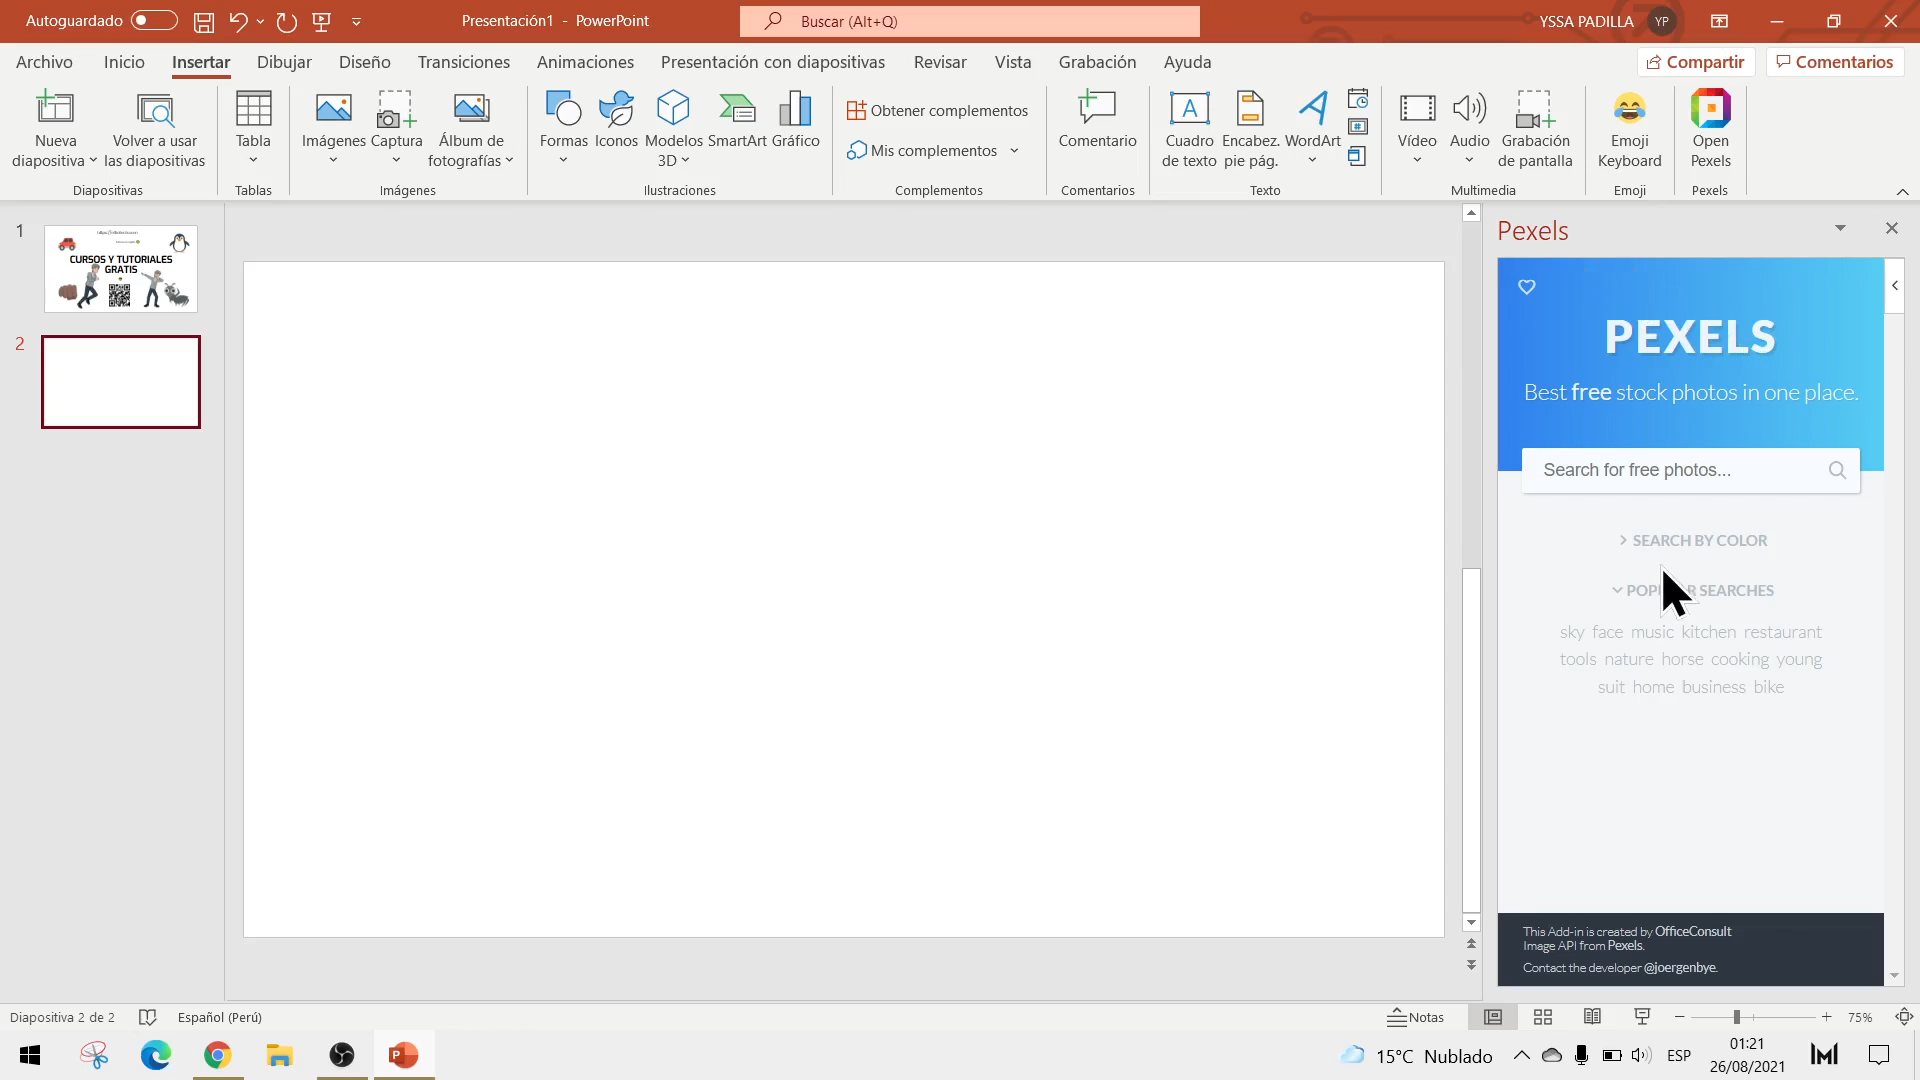 Autoguardado
Presentación1 - PowerPoint
Buscar (Alt+Q)
YSSA PADILLA
YP
Archivo Inicio Insertar Dibujar Diseño Transiciones Animaciones Presentación con diapositivas Revisar Vista Grabación Ayuda
Compartir
Comentarios
Nueva diapositiva
Volver a usar las diapositivas
Diapositivas
Tabla
Tablas
Imágenes
Captura
Álbum de fotografías
Imágenes
Formas
Iconos
Modelos 3D
SmartArt
Gráfico
Ilustraciones
Obtener complementos
Mis complementos
Complementos
Comentario
Comentarios
Cuadro de texto
Encabez. pie pág.
WordArt
Texto
Vídeo
Audio
Grabación de pantalla
Multimedia
Emoji Keyboard
Emoji
Open Pexels
Pexels
1
CURSOS Y TUTORIALES
GRATIS
2
Pexels
PEXELS
Best free stock photos in one place.
Search for free photos...
SEARCH BY COLOR
SEARCHES
sky face music kitchen restaurant
tools nature horse cooking young
suit home business bike
This Add-in is created by OfficeConsult
Image API from Pexels.
Contact the developer @joergenbye.
Diapositiva 2 de 2
Español (Perú)
Notas
75%
15°C Nublado
ESP
01:21
26/08/2021